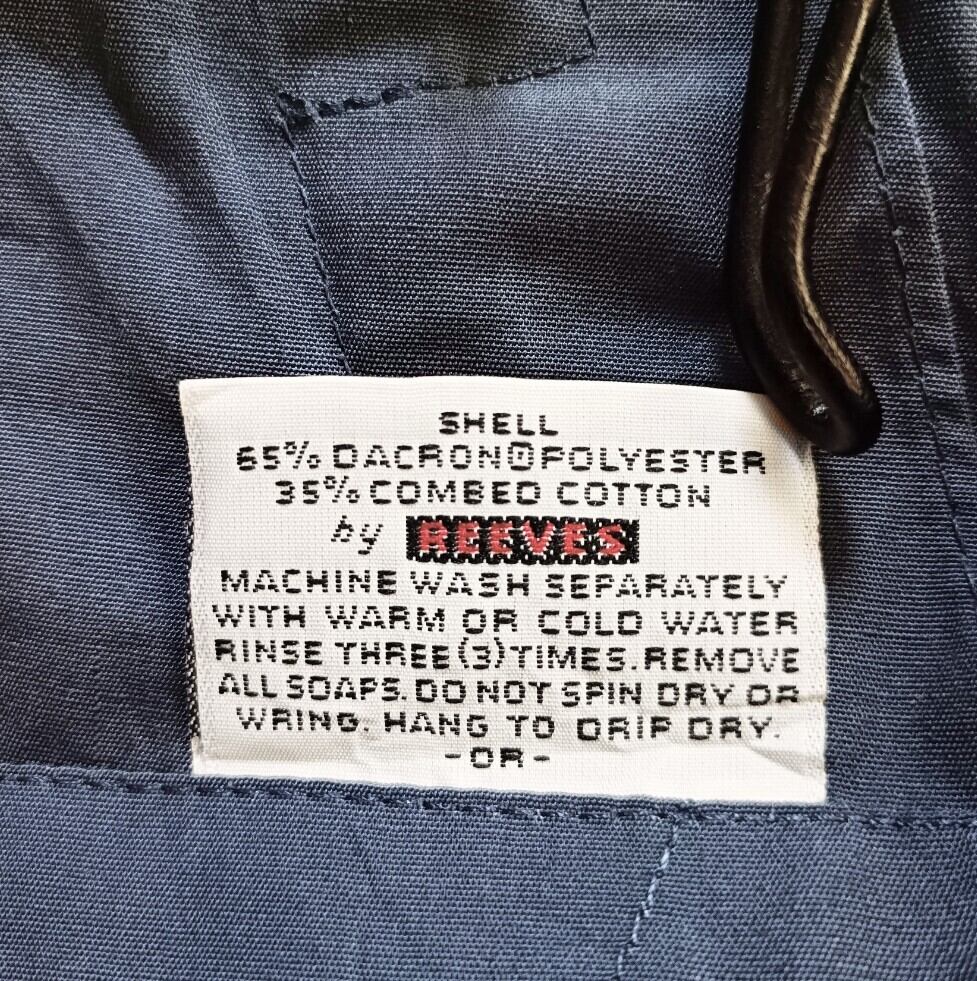 SHELL
65% DACRON® POLYESTER
35% COMBED COTTON
by REEVES
MACHINE WASH SEPARATELY
WITH WARM OR COLD WATER
RINSE THREE (3) TIMES. REMOVE
ALL SOAPS. DO NOT SPIN DRY OR
WRING. HANG TO DRIP DRY.
-OR-